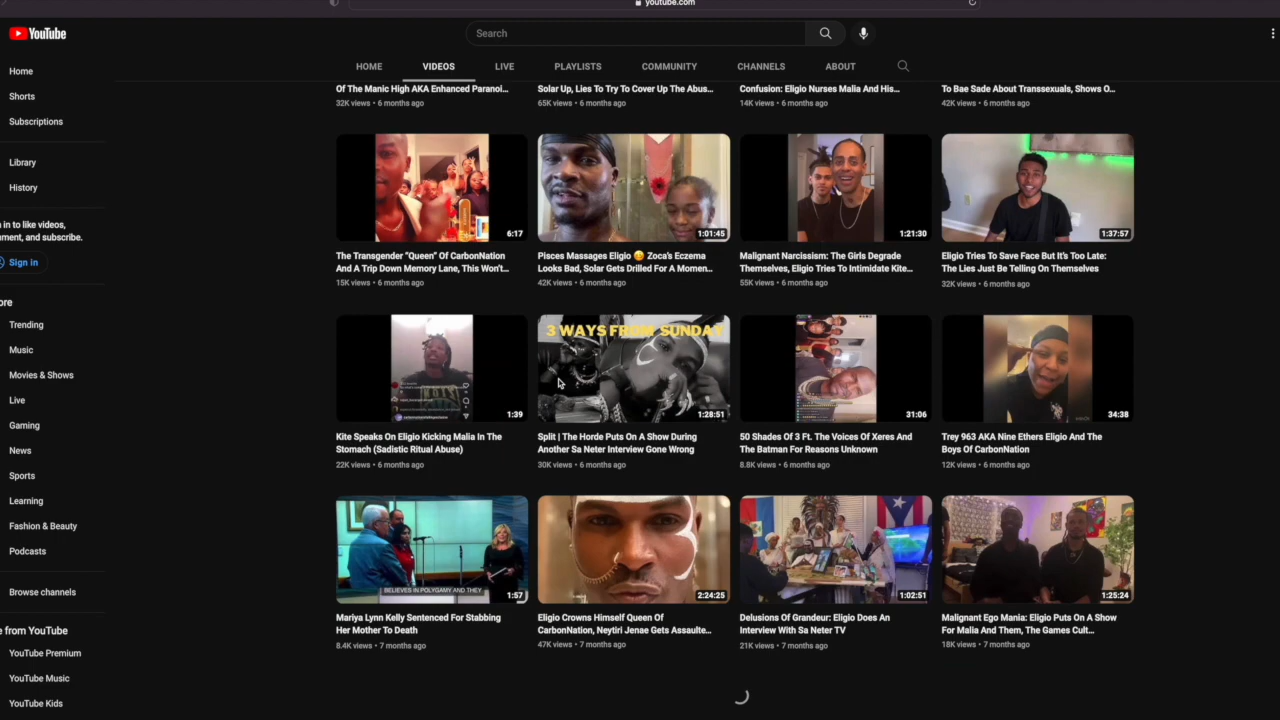 youtube.com
YouTube
Search
HOME
VIDEOS
LIVE
PLAYLISTS
COMMUNITY
CHANNELS
ABOUT
Home
Shorts
Subscriptions
Library
History
in to like videos,
ment, and subscribe.
Sign in
ore
Trending
Music
Movies & Shows
Live
Gaming
News
Sports
Learning
Fashion & Beauty
Podcasts
Browse channels
e from YouTube
YouTube Premium
YouTube Music
YouTube Kids
Of The Manic High AKA Enhanced Paranoi...
32K views • 6 months ago
Solar Up, Lies To Try To Cover Up The Abus...
65K views • 6 months ago
Confusion: Eligio Nurses Malia And His...
14K views • 6 months ago
To Bae Sade About Transsexuals, Shows O...
42K views • 6 months ago
6:17
The Transgender "Queen" Of CarbonNation
And A Trip Down Memory Lane, This Won't...
15K views • 6 months ago
1:01:45
Pisces Massages Eligio 🥴 Zoca's Eczema
Looks Bad, Solar Gets Drilled For A Momen...
42K views • 6 months ago
1:21:30
Malignant Narcissism: The Girls Degrade
Themselves, Eligio Tries To Intimidate Kite...
55K views • 6 months ago
1:37:57
Eligio Tries To Save Face But It's Too Late:
The Lies Just Be Telling On Themselves
32K views • 6 months ago
1:39
Kite Speaks On Eligio Kicking Malia In The
Stomach (Sadistic Ritual Abuse)
22K views • 6 months ago
3 WAYS FROM SUNDAY
1:28:51
Split | The Horde Puts On A Show During
Another Sa Neter Interview Gone Wrong
30K views • 6 months ago
31:06
50 Shades Of 3 Ft. The Voices Of Xeres And
The Batman For Reasons Unknown
8.8K views • 6 months ago
34:38
Trey 963 AKA Nine Ethers Eligio And The
Boys Of CarbonNation
12K views • 6 months ago
BELIEVES IN POLYGAMY AND THEY
1:57
Mariya Lynn Kelly Sentenced For Stabbing
Her Mother To Death
8.4K views • 7 months ago
2:24:25
Eligio Crowns Himself Queen Of
CarbonNation, Neytiri Jenae Gets Assaulte...
47K views • 7 months ago
1:02:51
Delusions Of Grandeur: Eligio Does An
Interview With Sa Neter TV
21K views • 7 months ago
1:25:24
Malignant Ego Mania: Eligio Puts On A Show
For Malia And Them, The Games Cult...
18K views • 7 months ago